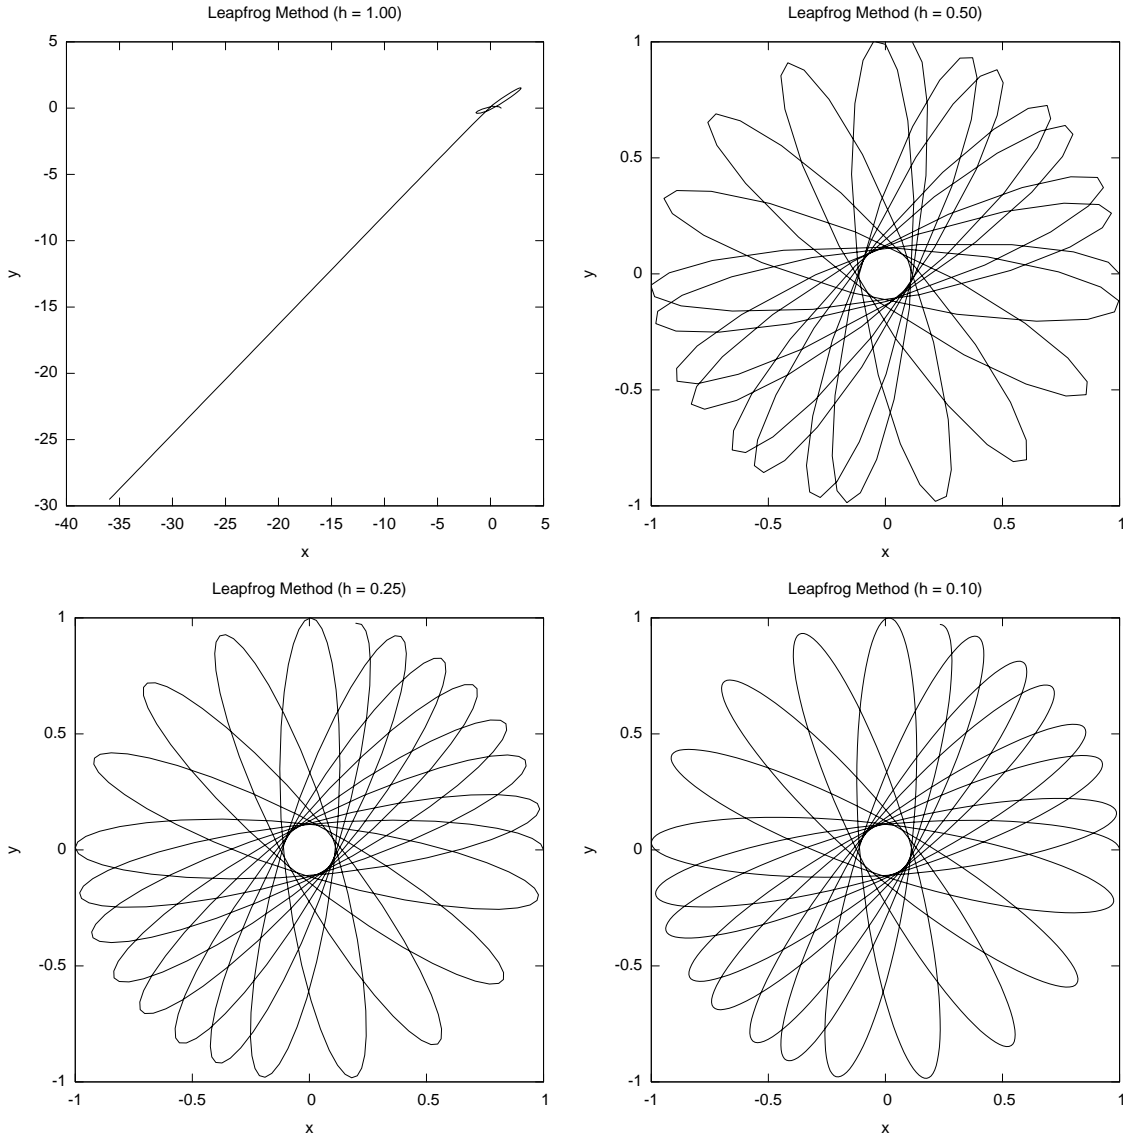 Leapfrog Method (h = 1.00)
5
0
-5
-10
-15
-20
-25
-30
-40 -35 -30 -25 -20 -15 -10 -5 0 5
x
y
Leapfrog Method (h = 0.50)
1
0.5
0
-0.5
-1
-1 -0.5 0 0.5 1
x
y
Leapfrog Method (h = 0.25)
1
0.5
0
-0.5
-1
-1 -0.5 0 0.5 1
x
y
Leapfrog Method (h = 0.10)
1
0.5
0
-0.5
-1
-1 -0.5 0 0.5 1
x
y